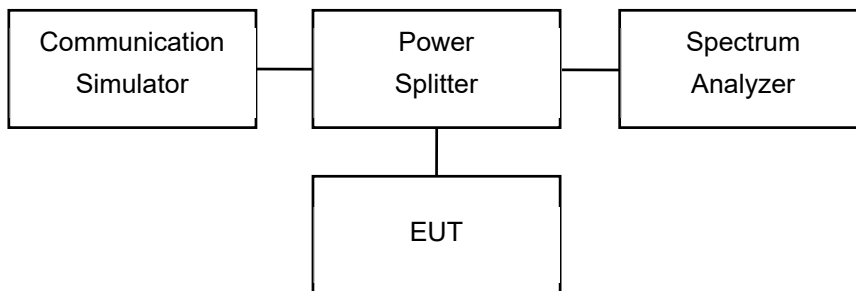 Communication
Simulator
Power
Splitter
Spectrum
Analyzer
EUT